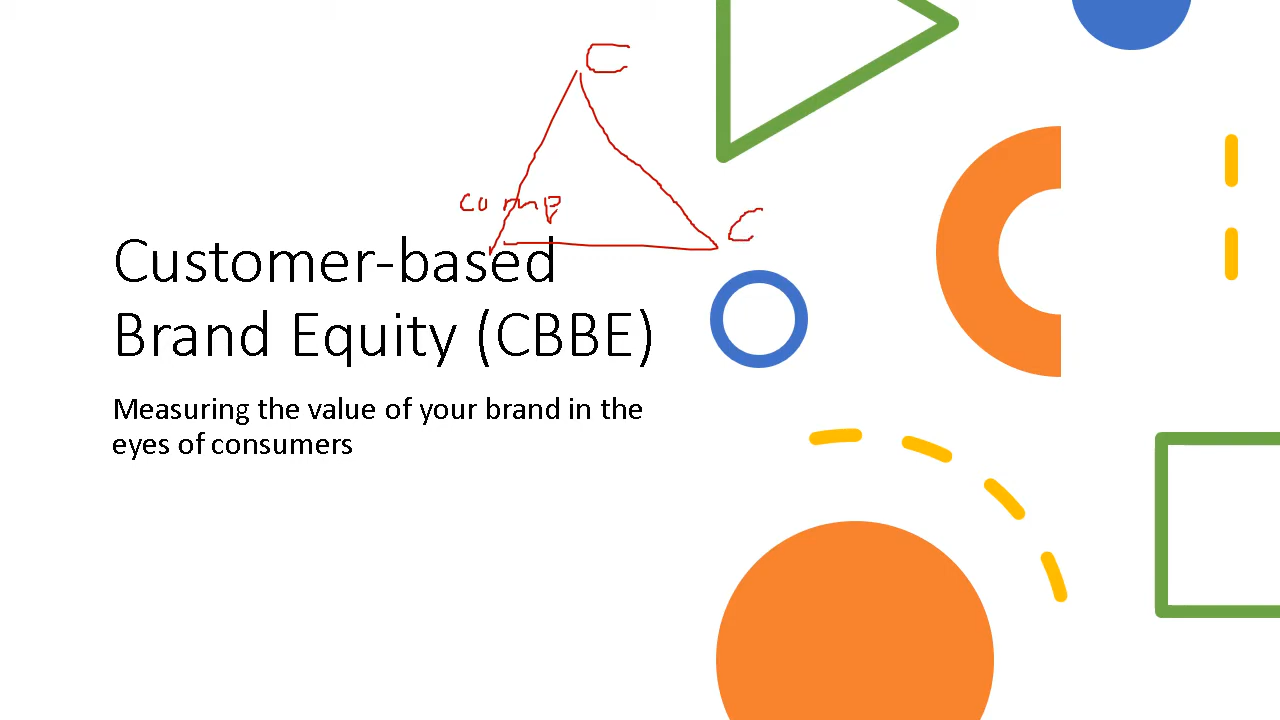 C
comp
C
Customer-based
Brand Equity (CBBE)
Measuring the value of your brand in the
eyes of consumers